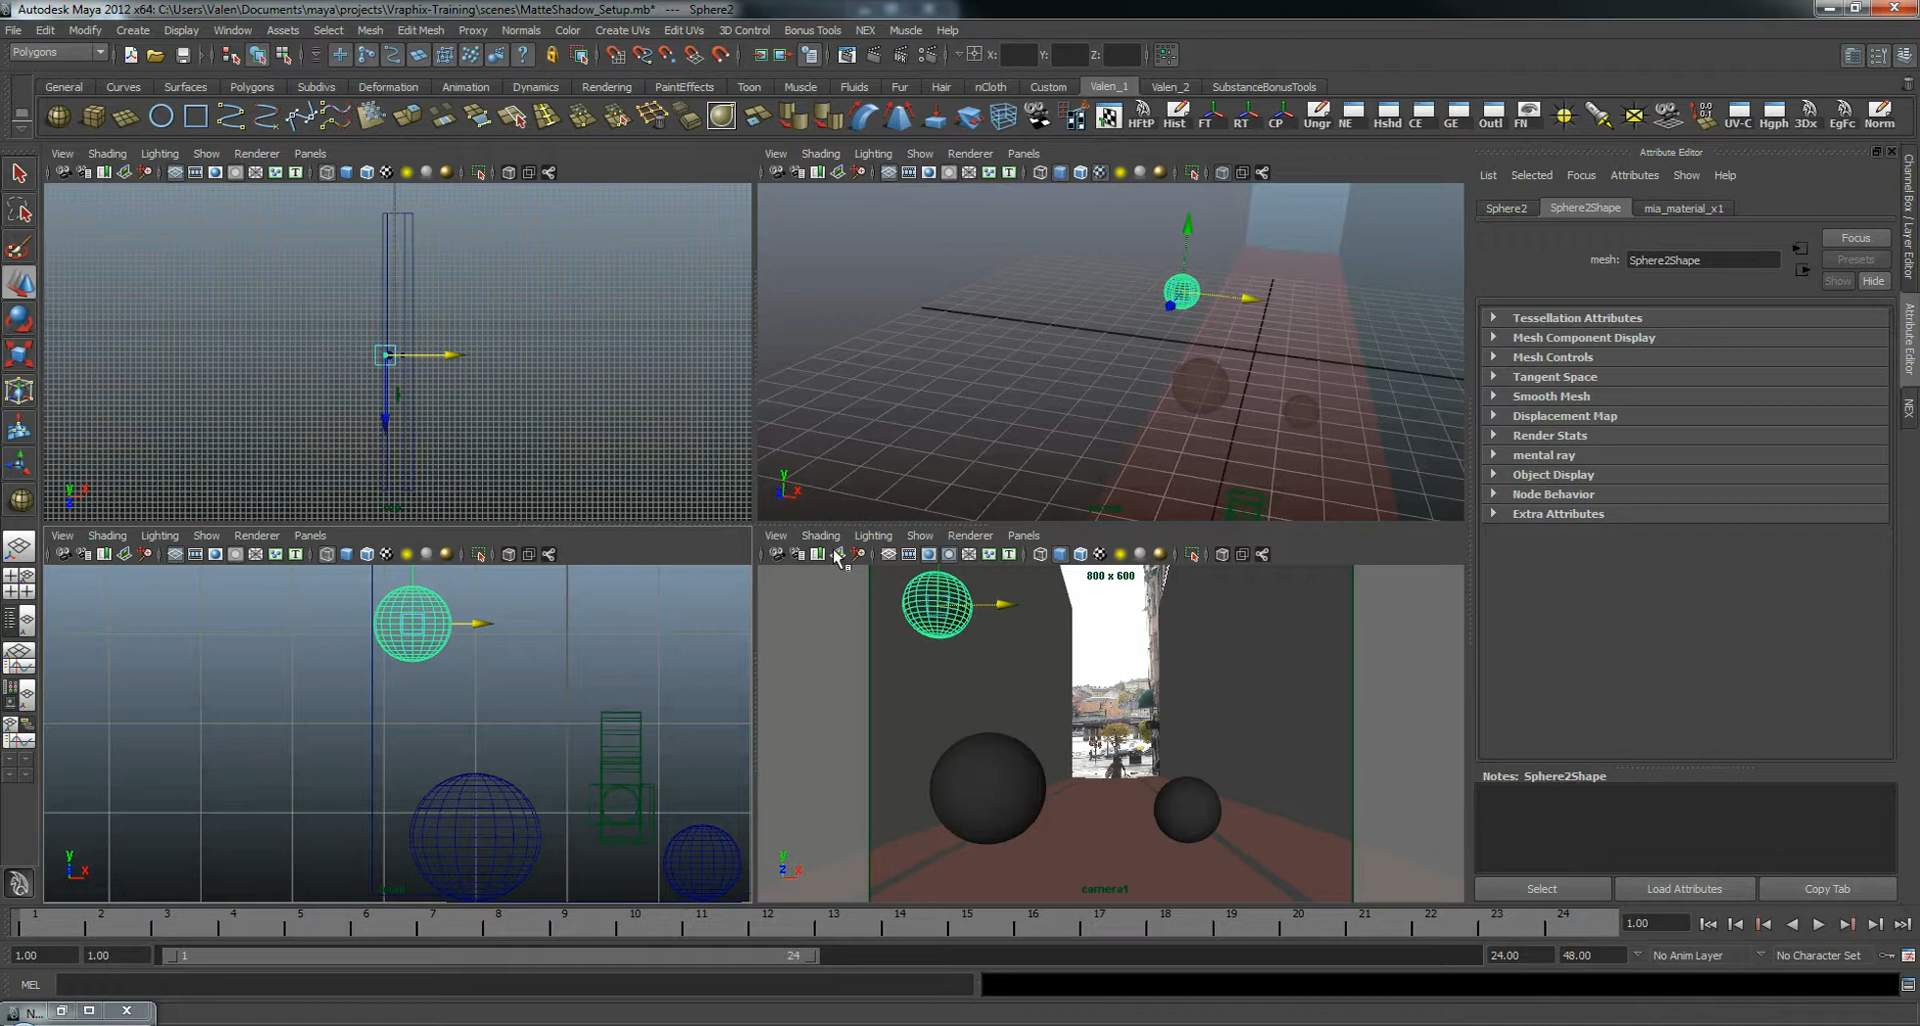 Autodesk Maya 2012 x64: C:\Users\Valen\Documents\maya\projects\Vraphix-Training\scenes\MatteShadow_Setup.mb* --- Sphere2
File Edit Modify Create Display Window Assets Select Mesh Edit Mesh Proxy Normals Color Create UVs Edit UVs 3D Control Bonus Tools NEX Muscle Help
Polygons X: Y: Z:
General Curves Surfaces Polygons Subdivs Deformation Animation Dynamics Rendering PaintEffects Toon Muscle Fluids Fur Hair nCloth Custom Valen_1 Valen_2 SubstanceBonusTools
HFtP Hist FT RT CP Ungr NE Hshd CE GE Outl FN UV-C Hgph 3Dx EgFc Norm
View Shading Lighting Show Renderer Panels
View Shading Lighting Show Renderer Panels
Attribute Editor
List Selected Focus Attributes Show Help
Sphere2 Sphere2Shape mia_material_x1
Focus
mesh: Sphere2Shape
Presets
Show Hide
Tessellation Attributes
Mesh Component Display
Mesh Controls
Tangent Space
Smooth Mesh
Displacement Map
Render Stats
mental ray
Object Display
Node Behavior
Extra Attributes
Channel Box / Layer Editor
Attribute Editor
NEX
y x
y x
View Shading Lighting Show Renderer Panels
View Shading Lighting Show Renderer Panels
800 x 600
Notes: Sphere2Shape
y x
y z x
camera1
Select Load Attributes Copy Tab
1 2 3 4 5 6 7 8 9 10 11 12 13 14 15 16 17 18 19 20 21 22 23 24 1.00
1.00 1.00 1 24 24.00 48.00 No Anim Layer No Character Set
MEL
N...